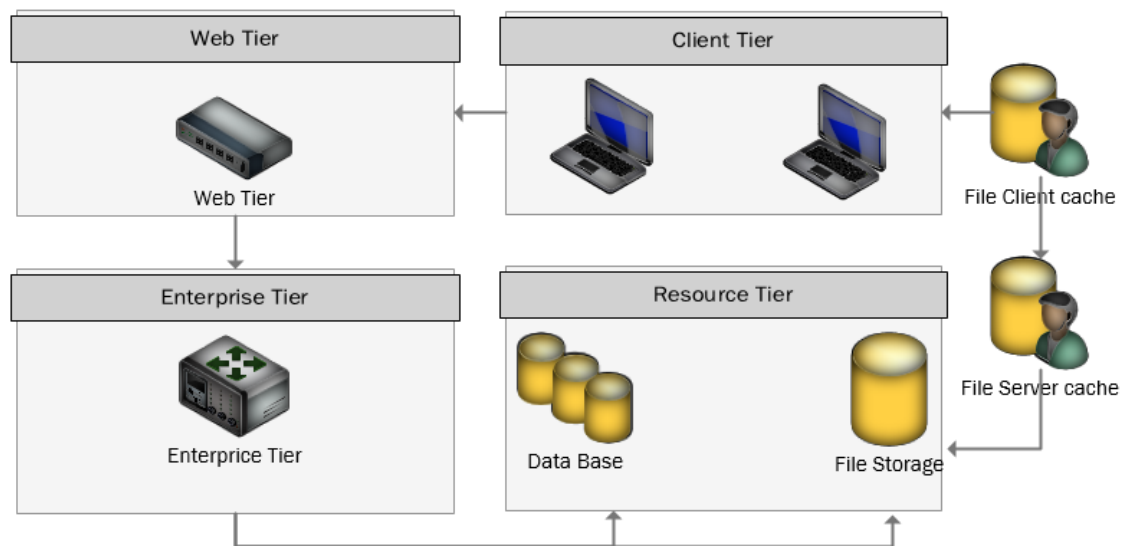 Web Tier
Client Tier
Web Tier
File Client cache
Enterprise Tier
Resource Tier
Enterprice Tier
Data Base
File Storage
File Server cache